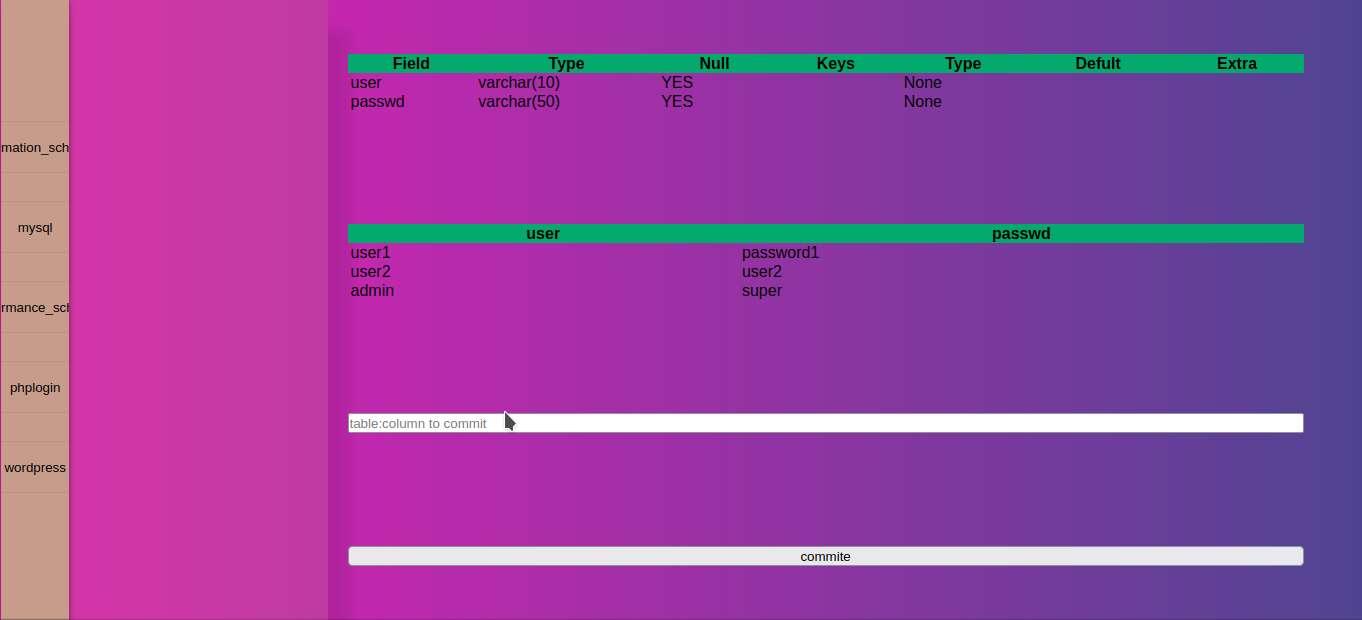 mation_sch
mysql
rmance_sch
phplogin
wordpress
Field Type Null Keys Type Defult Extra
user varchar(10) YES None
passwd varchar(50) YES None
user passwd
user1 password1
user2 user2
admin super
table:column to commit
commite